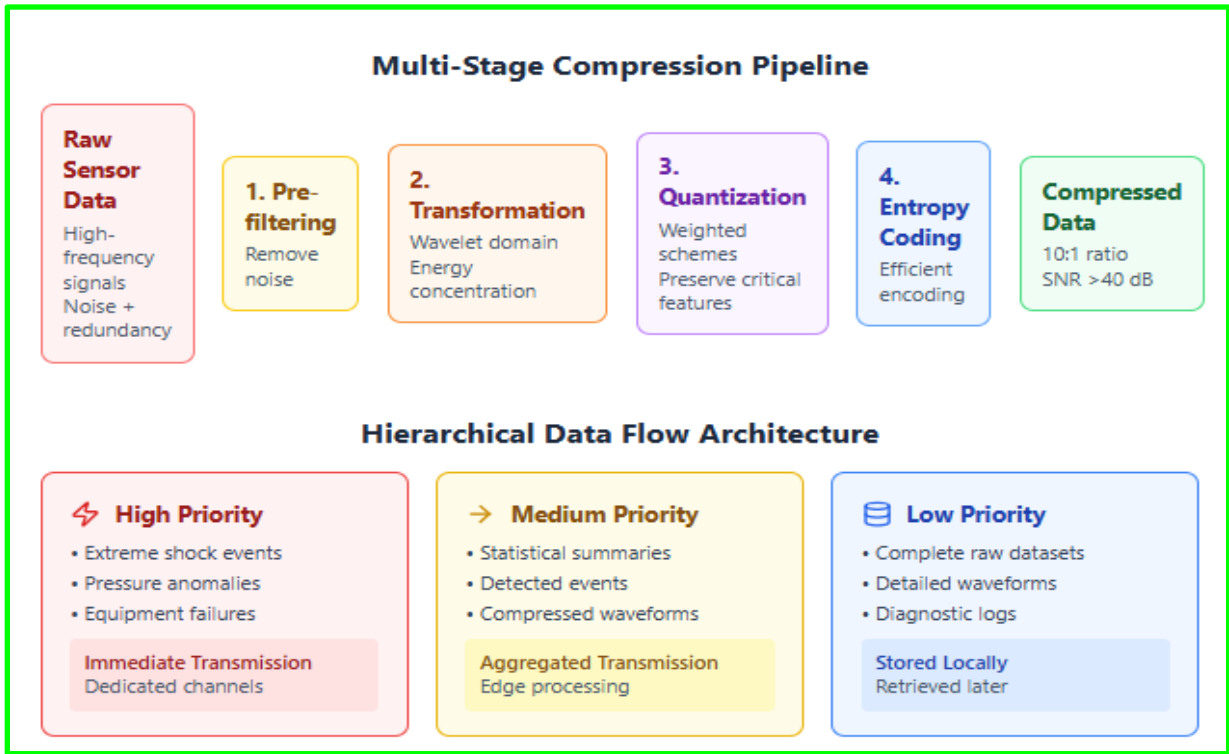 Multi-Stage Compression Pipeline
Raw
Sensor
Data
High-
frequency
signals
Noise +
redundancy
1. Pre-
filtering
Remove
noise
2.
Transformation
Wavelet domain
Energy
concentration
3.
Quantization
Weighted
schemes
Preserve critical
features
4.
Entropy
Coding
Efficient
encoding
Compressed
Data
10:1 ratio
SNR >40 dB
Hierarchical Data Flow Architecture
High Priority
• Extreme shock events
• Pressure anomalies
• Equipment failures
Immediate Transmission
Dedicated channels
Medium Priority
• Statistical summaries
• Detected events
• Compressed waveforms
Aggregated Transmission
Edge processing
Low Priority
• Complete raw datasets
• Detailed waveforms
• Diagnostic logs
Stored Locally
Retrieved later